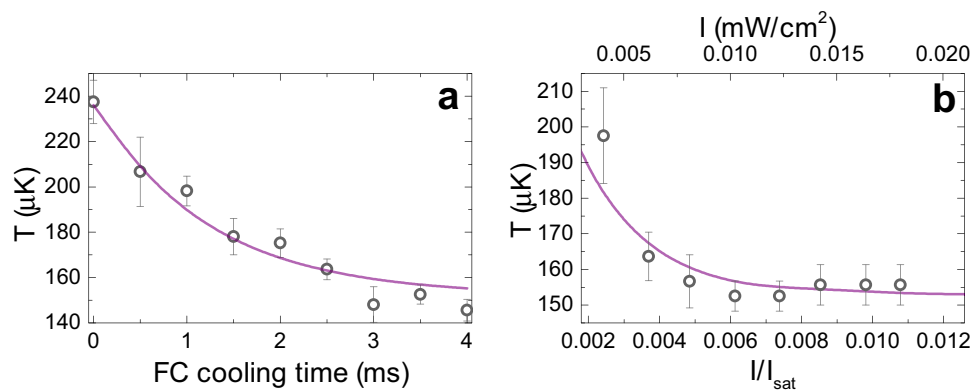 I (mW/cm²)
0.005 0.010 0.015 0.020
a
240
220
200
180
160
140
T (μK)
0 1 2 3 4
FC cooling time (ms)
b
210
200
190
180
170
160
150
T (μK)
0.002 0.004 0.006 0.008 0.010 0.012
I/Isat